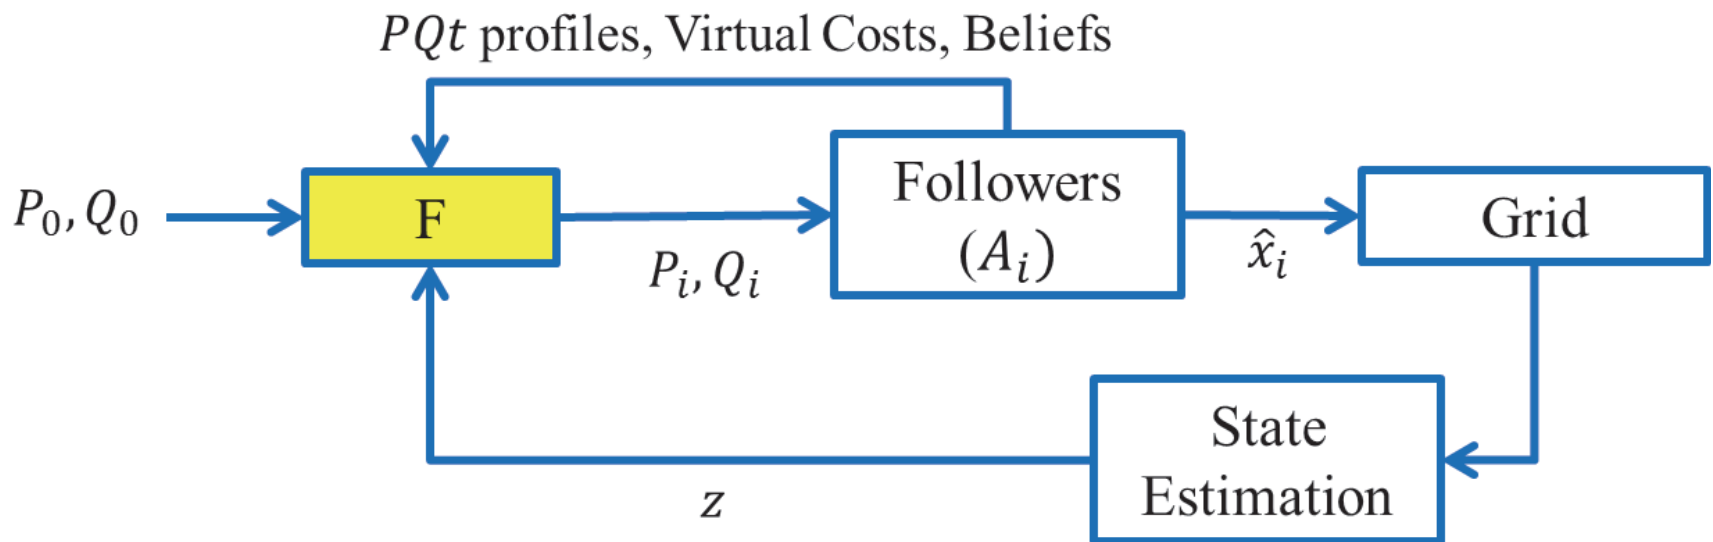 PQt profiles, Virtual Costs, Beliefs
P₀, Q₀
F
Pᵢ, Qᵢ
Followers
(Aᵢ)
x̂ᵢ
Grid
State
Estimation
z